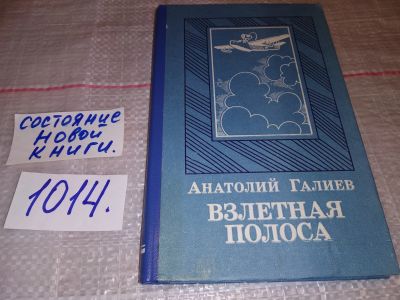 СОСТОЯНИЕ
НОВОЙ
КНИГИ.
1014.
АНАТОЛИЙ ГАЛИЕВ
ВЗЛЕТНАЯ
ПОЛОСА